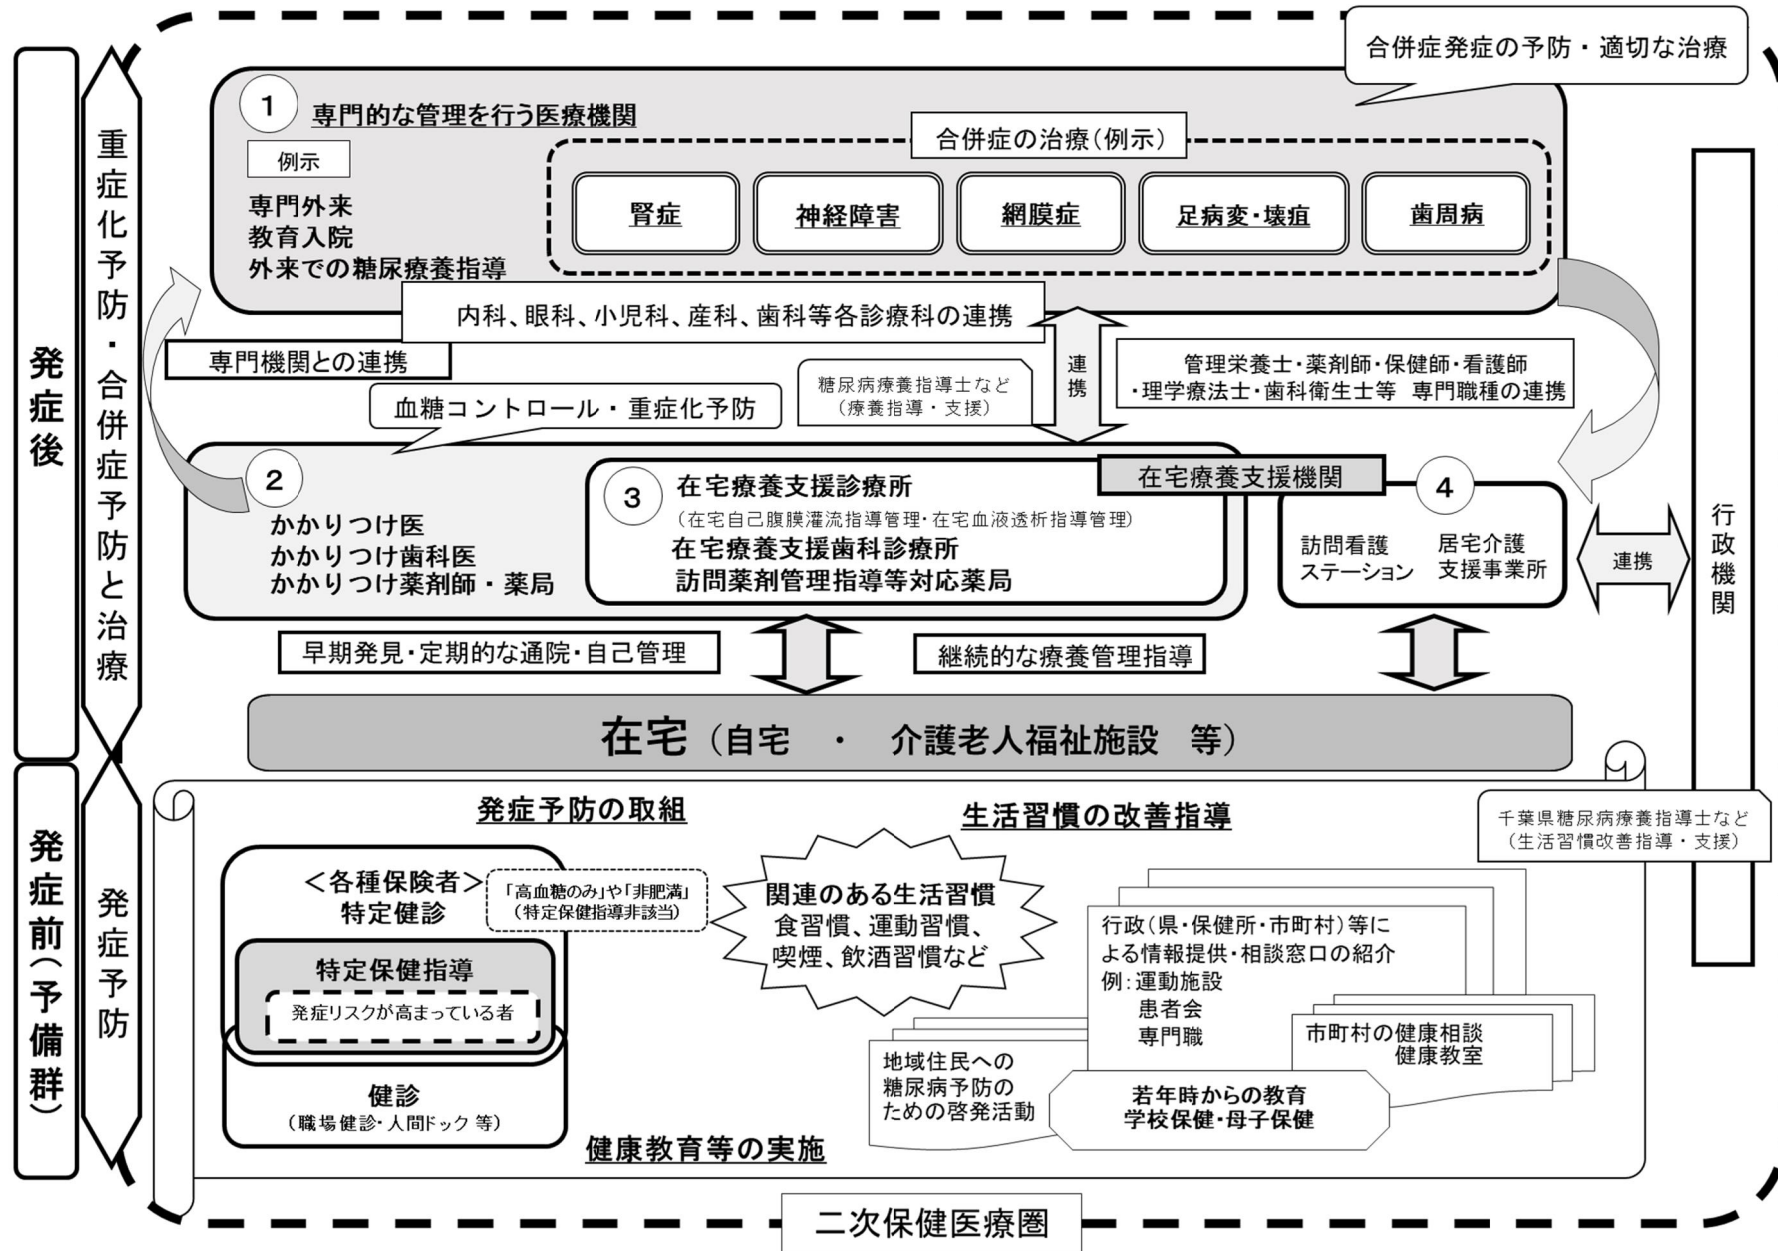 合併症発症の予防・適切な治療
発症後
重症化予防・合併症予防と治療
①
専門的な管理を行う医療機関
例示
専門外来
教育入院
外来での糖尿療養指導
合併症の治療(例示)
腎症
神経障害
網膜症
足病変・壊疽
歯周病
内科、眼科、小児科、産科、歯科等各診療科の連携
専門機関との連携
血糖コントロール・重症化予防
糖尿病療養指導士など
(療養指導・支援)
連携
管理栄養士・薬剤師・保健師・看護師
・理学療法士・歯科衛生士等 専門職種の連携
②
かかりつけ医
かかりつけ歯科医
かかりつけ薬剤師・薬局
③
在宅療養支援診療所
(在宅自己腹膜灌流指導管理・在宅血液透析指導管理)
在宅療養支援歯科診療所
訪問薬剤管理指導等対応薬局
在宅療養支援機関
④
訪問看護
ステーション
居宅介護
支援事業所
連携
行政機関
早期発見・定期的な通院・自己管理
継続的な療養管理指導
在宅(自宅 ・ 介護老人福祉施設 等)
発症前(予備群)
発症予防
発症予防の取組
生活習慣の改善指導
千葉県糖尿病療養指導士など
(生活習慣改善指導・支援)
<各種保険者>
特定健診
「高血糖のみ」や「非肥満」
(特定保健指導非該当)
特定保健指導
発症リスクが高まっている者
健診
(職場健診・人間ドック 等)
関連のある生活習慣
食習慣、運動習慣、
喫煙、飲酒習慣など
行政(県・保健所・市町村)等に
よる情報提供・相談窓口の紹介
例:運動施設
患者会
専門職
市町村の健康相談
健康教室
地域住民への
糖尿病予防の
ための啓発活動
若年時からの教育
学校保健・母子保健
健康教育等の実施
二次保健医療圏